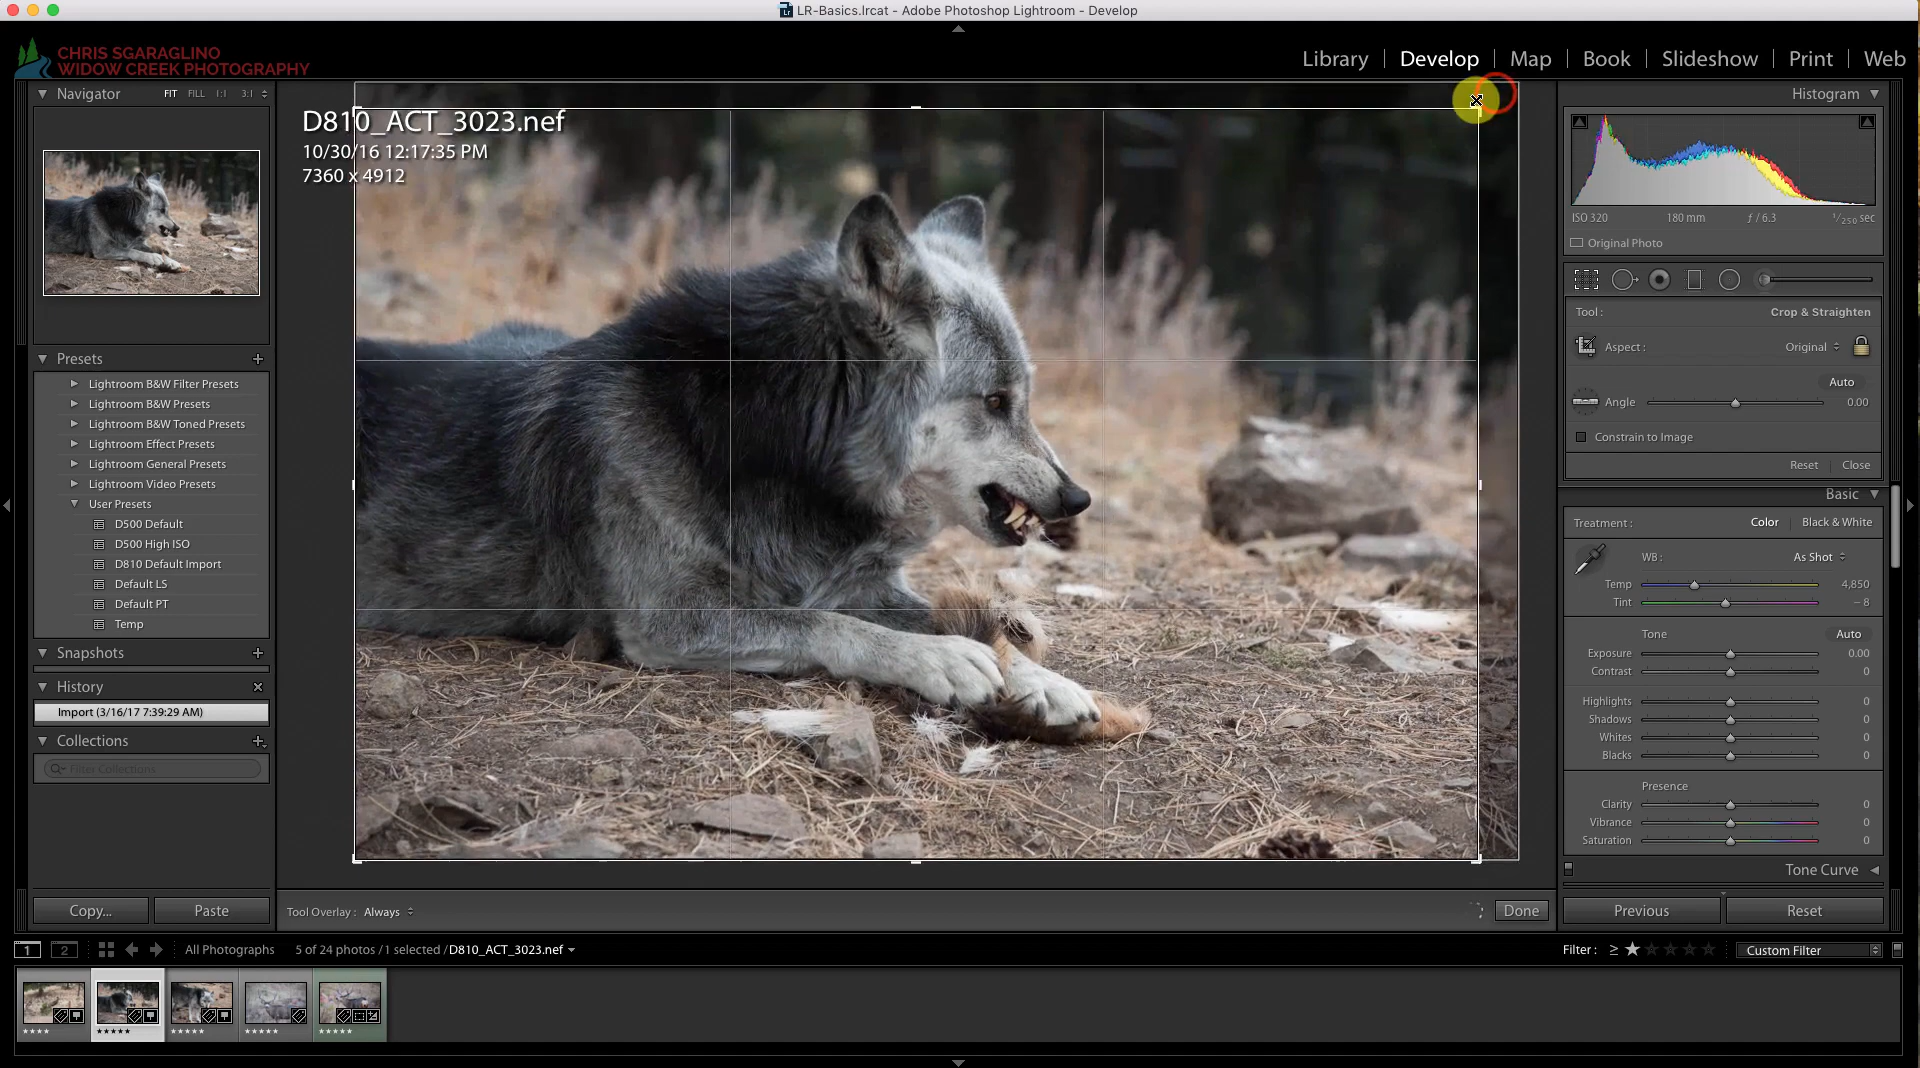 LR-Basics.lrcat - Adobe Photoshop Lightroom - Develop
CHRIS SGARAGLINO
WIDOW CREEK PHOTOGRAPHY
Library | Develop | Map | Book | Slideshow | Print | Web
Navigator FIT FILL 1:1 3:1
Presets +
Lightroom B&W Filter Presets
Lightroom B&W Presets
Lightroom B&W Toned Presets
Lightroom Effect Presets
Lightroom General Presets
Lightroom Video Presets
User Presets
D500 Default
D500 High ISO
D810 Default Import
Default LS
Default PT
Temp
Snapshots +
History ×
Import (3/16/17 7:39:29 AM)
Collections +
Filter Collections
Copy... Paste
D810_ACT_3023.nef
10/30/16 12:17:35 PM
7360 x 4912
Tool Overlay : Always
Done
Histogram
ISO 320 180 mm ƒ / 6.3 1/250 sec
Original Photo
Tool : Crop & Straighten
Aspect : Original
Auto
Angle 0.00
Constrain to Image
Reset Close
Basic
Treatment : Color | Black & White
WB : As Shot
Temp 4,850
Tint – 8
Tone Auto
Exposure 0.00
Contrast 0
Highlights 0
Shadows 0
Whites 0
Blacks 0
Presence
Clarity 0
Vibrance 0
Saturation 0
Tone Curve
Previous Reset
1 2 All Photographs 5 of 24 photos /1 selected /D810_ACT_3023.nef
Filter : ≥ ★ Custom Filter